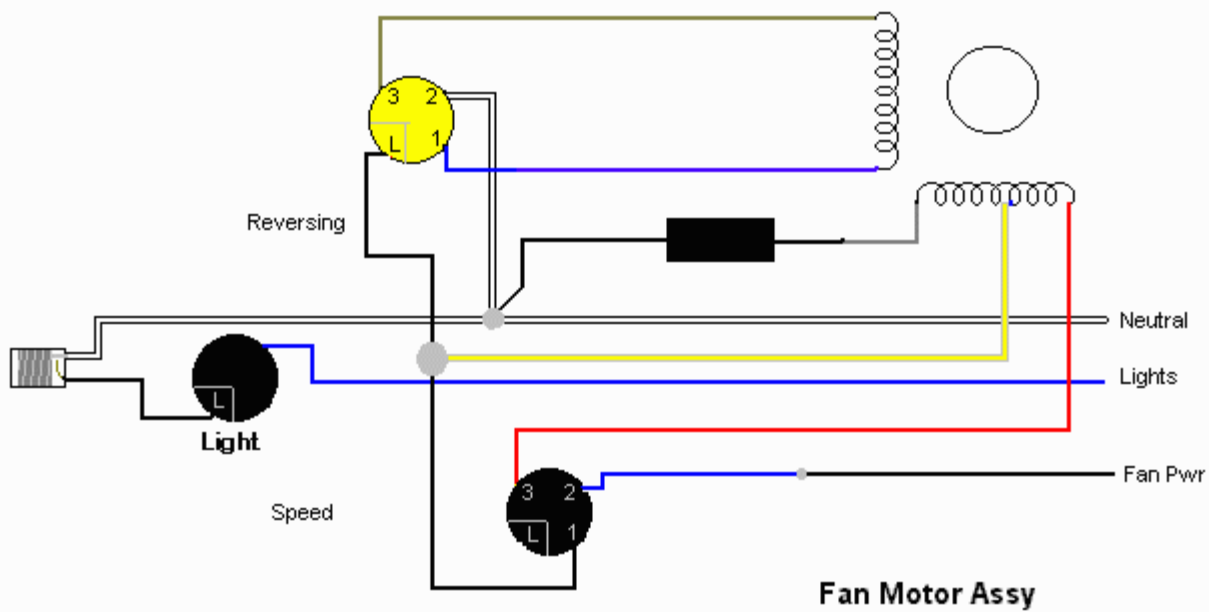 3 2
L 1
Reversing
Neutral
Lights
L
Light
Fan Pwr
3 2
L 1
Speed
Fan Motor Assy